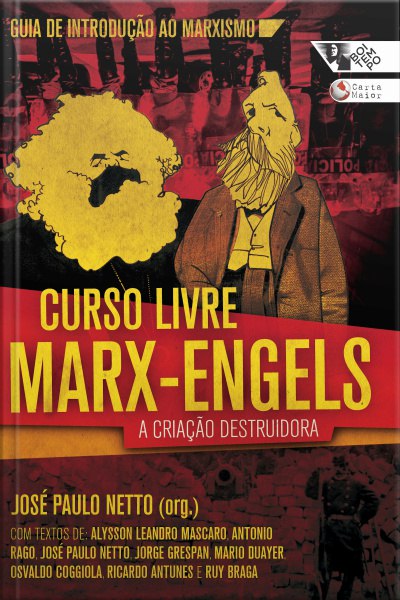 GUIA DE INTRODUÇÃO AO MARXISMO
BOITEMPO
Carta
Maior
CURSO LIVRE
MARX-ENGELS
A CRIAÇÃO DESTRUIDORA
JOSÉ PAULO NETTO (org.)
COM TEXTOS DE: ALYSSON LEANDRO MASCARO, ANTONIO
RAGO, JOSÉ PAULO NETTO, JORGE GRESPAN, MARIO DUAYER,
OSVALDO COGGIOLA, RICARDO ANTUNES E RUY BRAGA